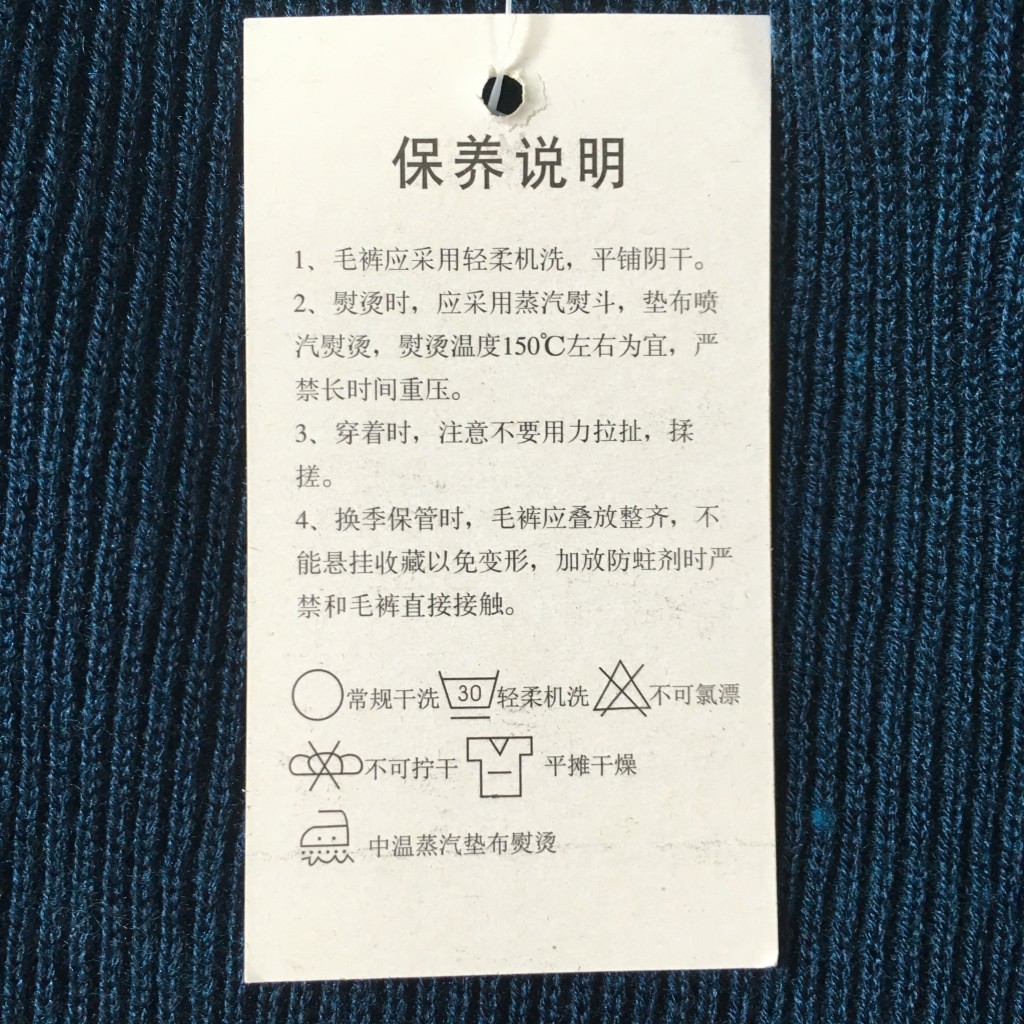 保养说明
1、毛裤应采用轻柔机洗，平铺阴干。
2、熨烫时，应采用蒸汽熨斗，垫布喷
汽熨烫，熨烫温度150℃左右为宜，严
禁长时间重压。
3、穿着时，注意不要用力拉扯，揉
搓。
4、换季保管时，毛裤应叠放整齐，不
能悬挂收藏以免变形，加放防蛀剂时严
禁和毛裤直接接触。
常规干洗 30 轻柔机洗 不可氯漂
不可拧干 平摊干燥
中温蒸汽垫布熨烫